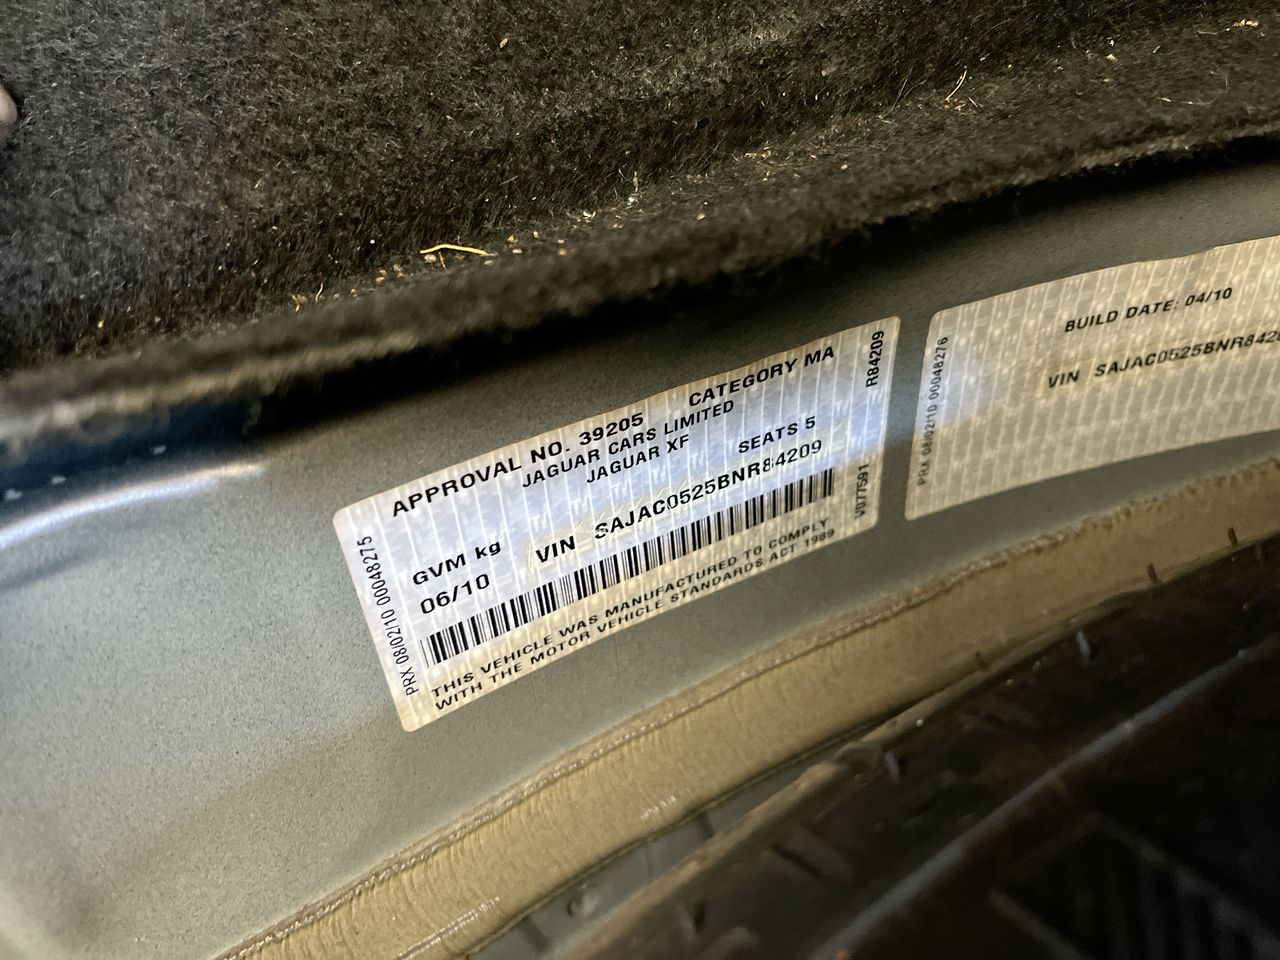 APPROVAL NO. 39205 CATEGORY MA
JAGUAR CARS LIMITED
JAGUAR XF
SEATS 5
GVM kg
VIN SAJAC0525BNR84209
06/10
THIS VEHICLE WAS MANUFACTURED TO COMPLY
WITH THE MOTOR VEHICLE STANDARDS ACT 1989
PRX 08/02/10 00048275
R84209
V077591
BUILD DATE: 04/10
VIN SAJAC0525BNR842
PRX 08/02/10 00048276